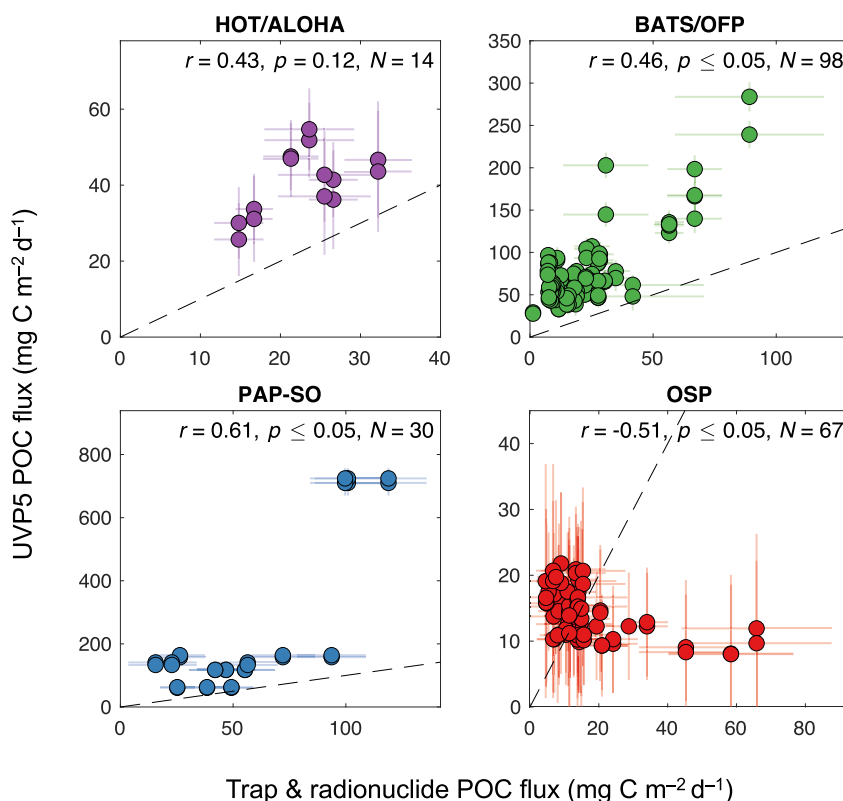 HOT/ALOHA
r = 0.43, p = 0.12, N = 14
60
40
20
0
0 10 20 30 40
BATS/OFP
r = 0.46, p ≤ 0.05, N = 98
350
300
250
200
150
100
50
0
0 50 100
PAP-SO
r = 0.61, p ≤ 0.05, N = 30
800
600
400
200
0
0 50 100
OSP
r = -0.51, p ≤ 0.05, N = 67
40
30
20
10
0
0 20 40 60 80
UVP5 POC flux (mg C m⁻² d⁻¹)
Trap & radionuclide POC flux (mg C m⁻² d⁻¹)